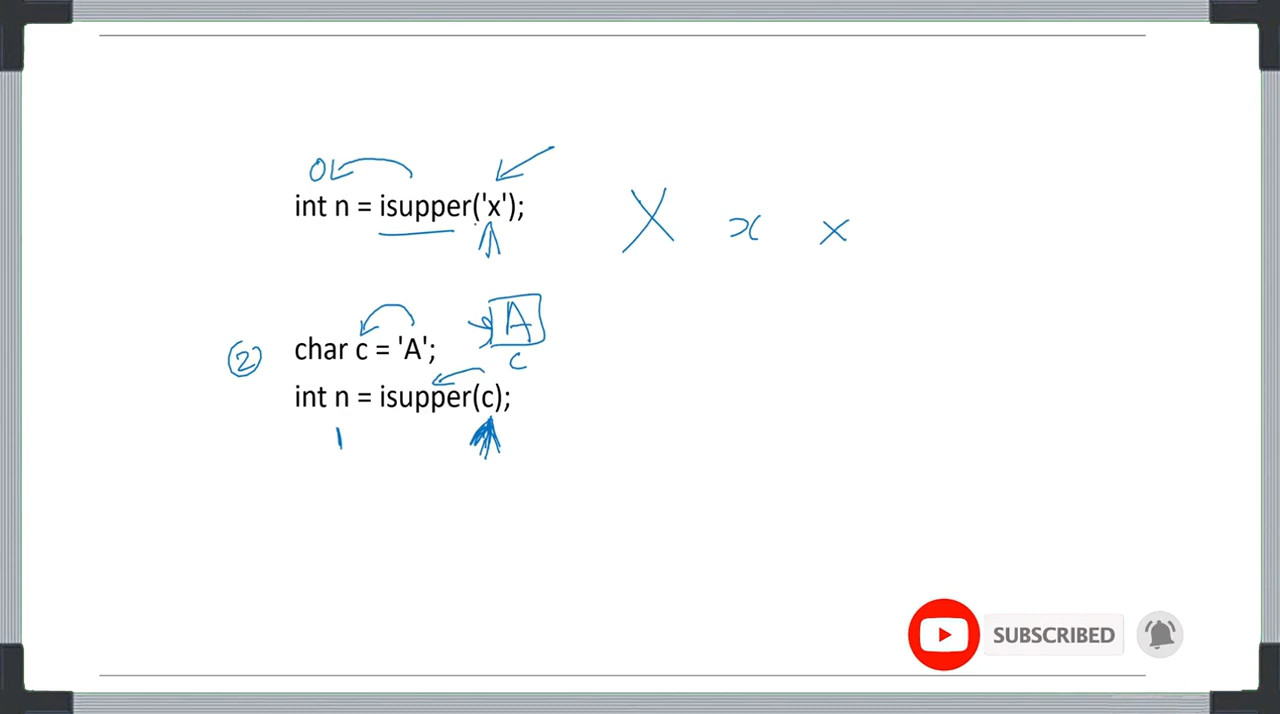 0
int n = isupper('x');
X x x
A
② char c = 'A';
c
int n = isupper(c);
1
SUBSCRIBED